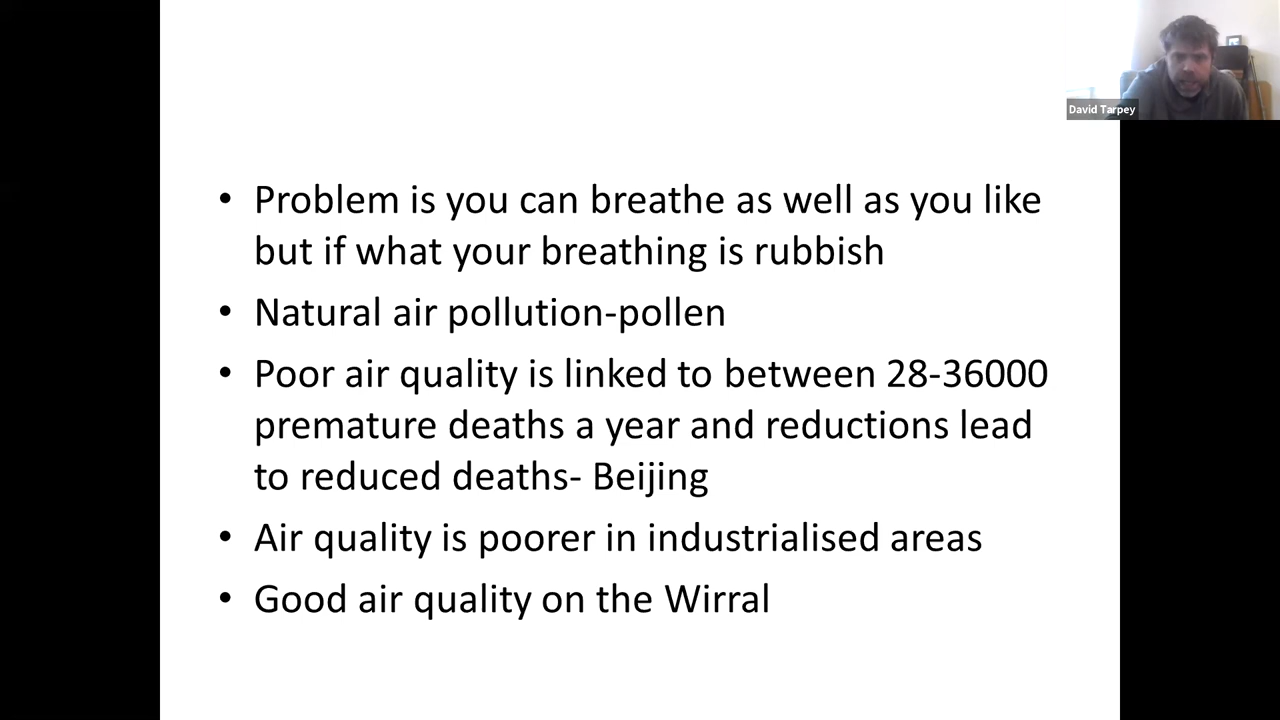 David Tarpey
• Problem is you can breathe as well as you like
but if what your breathing is rubbish
• Natural air pollution-pollen
• Poor air quality is linked to between 28-36000
premature deaths a year and reductions lead
to reduced deaths- Beijing
• Air quality is poorer in industrialised areas
• Good air quality on the Wirral